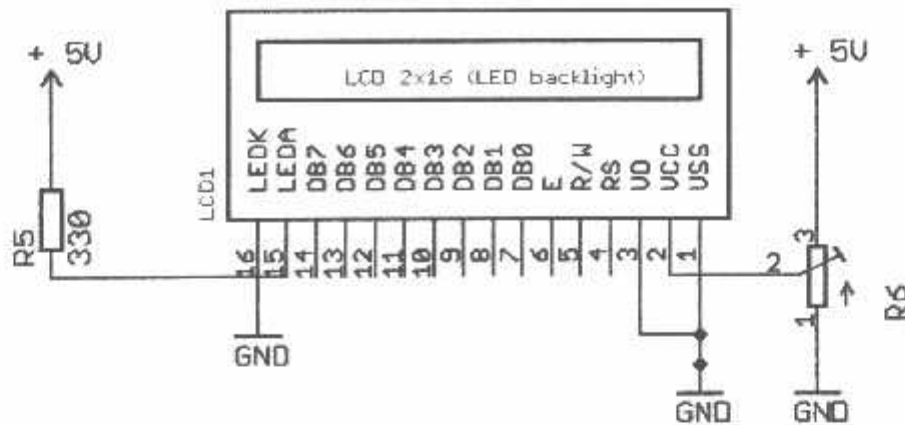 + 5V
+ 5V
LCD 2x16 (LED backlight)
LEDK
LEDA
DB7
DB6
DB5
DB4
DB3
DB2
DB1
DB0
E
R/W
RS
VO
VCC
VSS
LCD1
R5
330
16
15
14
13
12
11
10
9
8
7
6
5
4
3
2
1
3
2
1
R6
GND
GND
GND